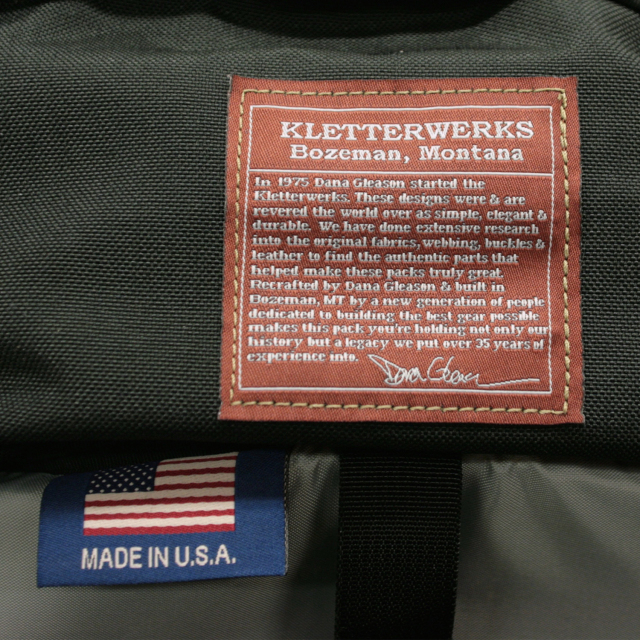 KLETTERWERKS
Bozeman, Montana
In 1975 Dana Gleason started the
Kletterwerks. These designs were & are
revered the world over as simple, elegant &
durable. We have done extensive research
into the original fabrics, webbing, buckles &
leather to find the authentic parts that
helped make these packs truly great.
Recrafted by Dana Gleason & built in
Bozeman, MT by a new generation of people
dedicated to building the best gear possible
makes this pack you're holding not only our
history but a legacy we put over 35 years of
experience into.
Dana Gleason
MADE IN U.S.A.